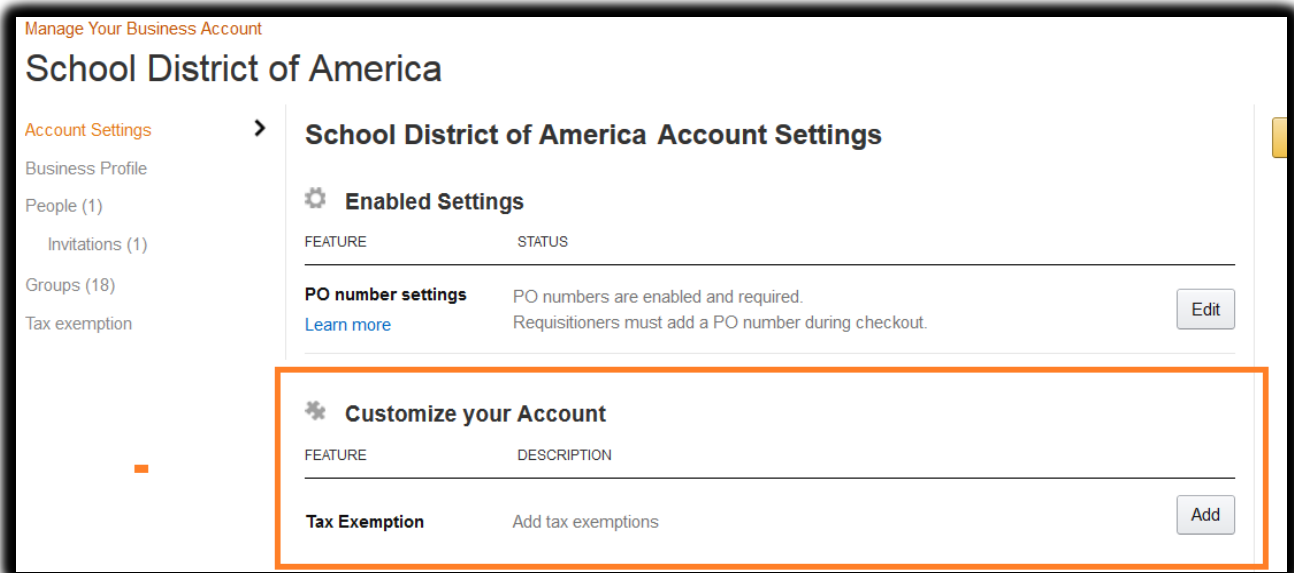 Manage Your Business Account
School District of America
Account Settings
Business Profile
People (1)
Invitations (1)
Groups (18)
Tax exemption
School District of America Account Settings
Enabled Settings
FEATURE STATUS
PO number settings PO numbers are enabled and required.
Learn more Requisitioners must add a PO number during checkout.
Edit
Customize your Account
FEATURE DESCRIPTION
Tax Exemption Add tax exemptions Add